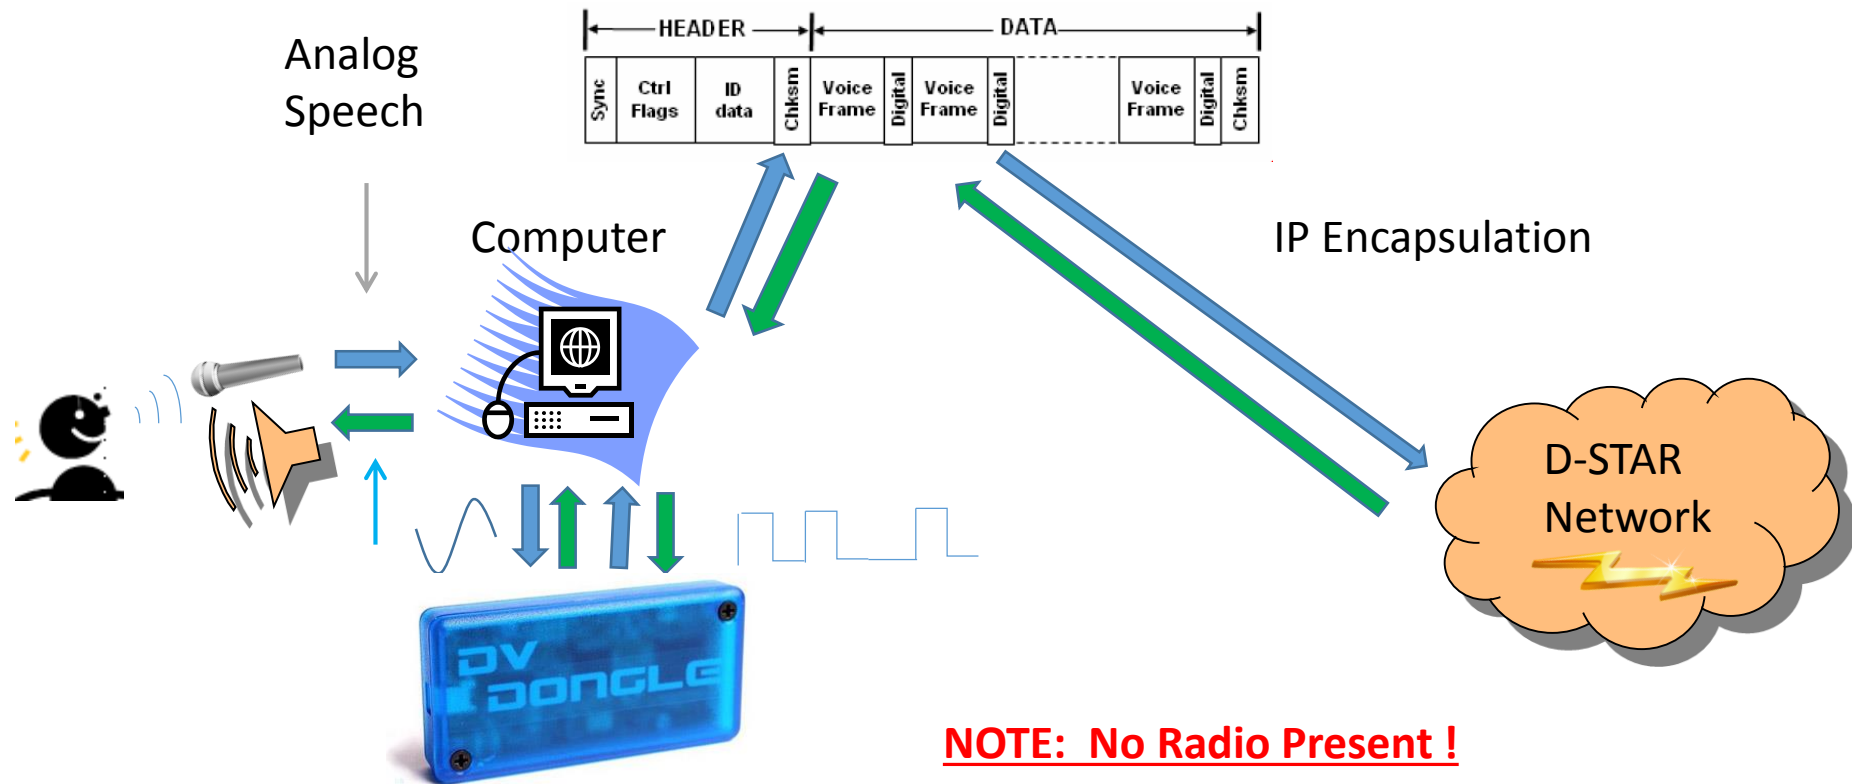 Analog
Speech
HEADER DATA
Sync Ctrl Flags ID data Chksm Voice Frame Digital Voice Frame Digital Voice Frame Digital Chksm
Computer
IP Encapsulation
D-STAR
Network
DV
DONGLE
NOTE: No Radio Present !